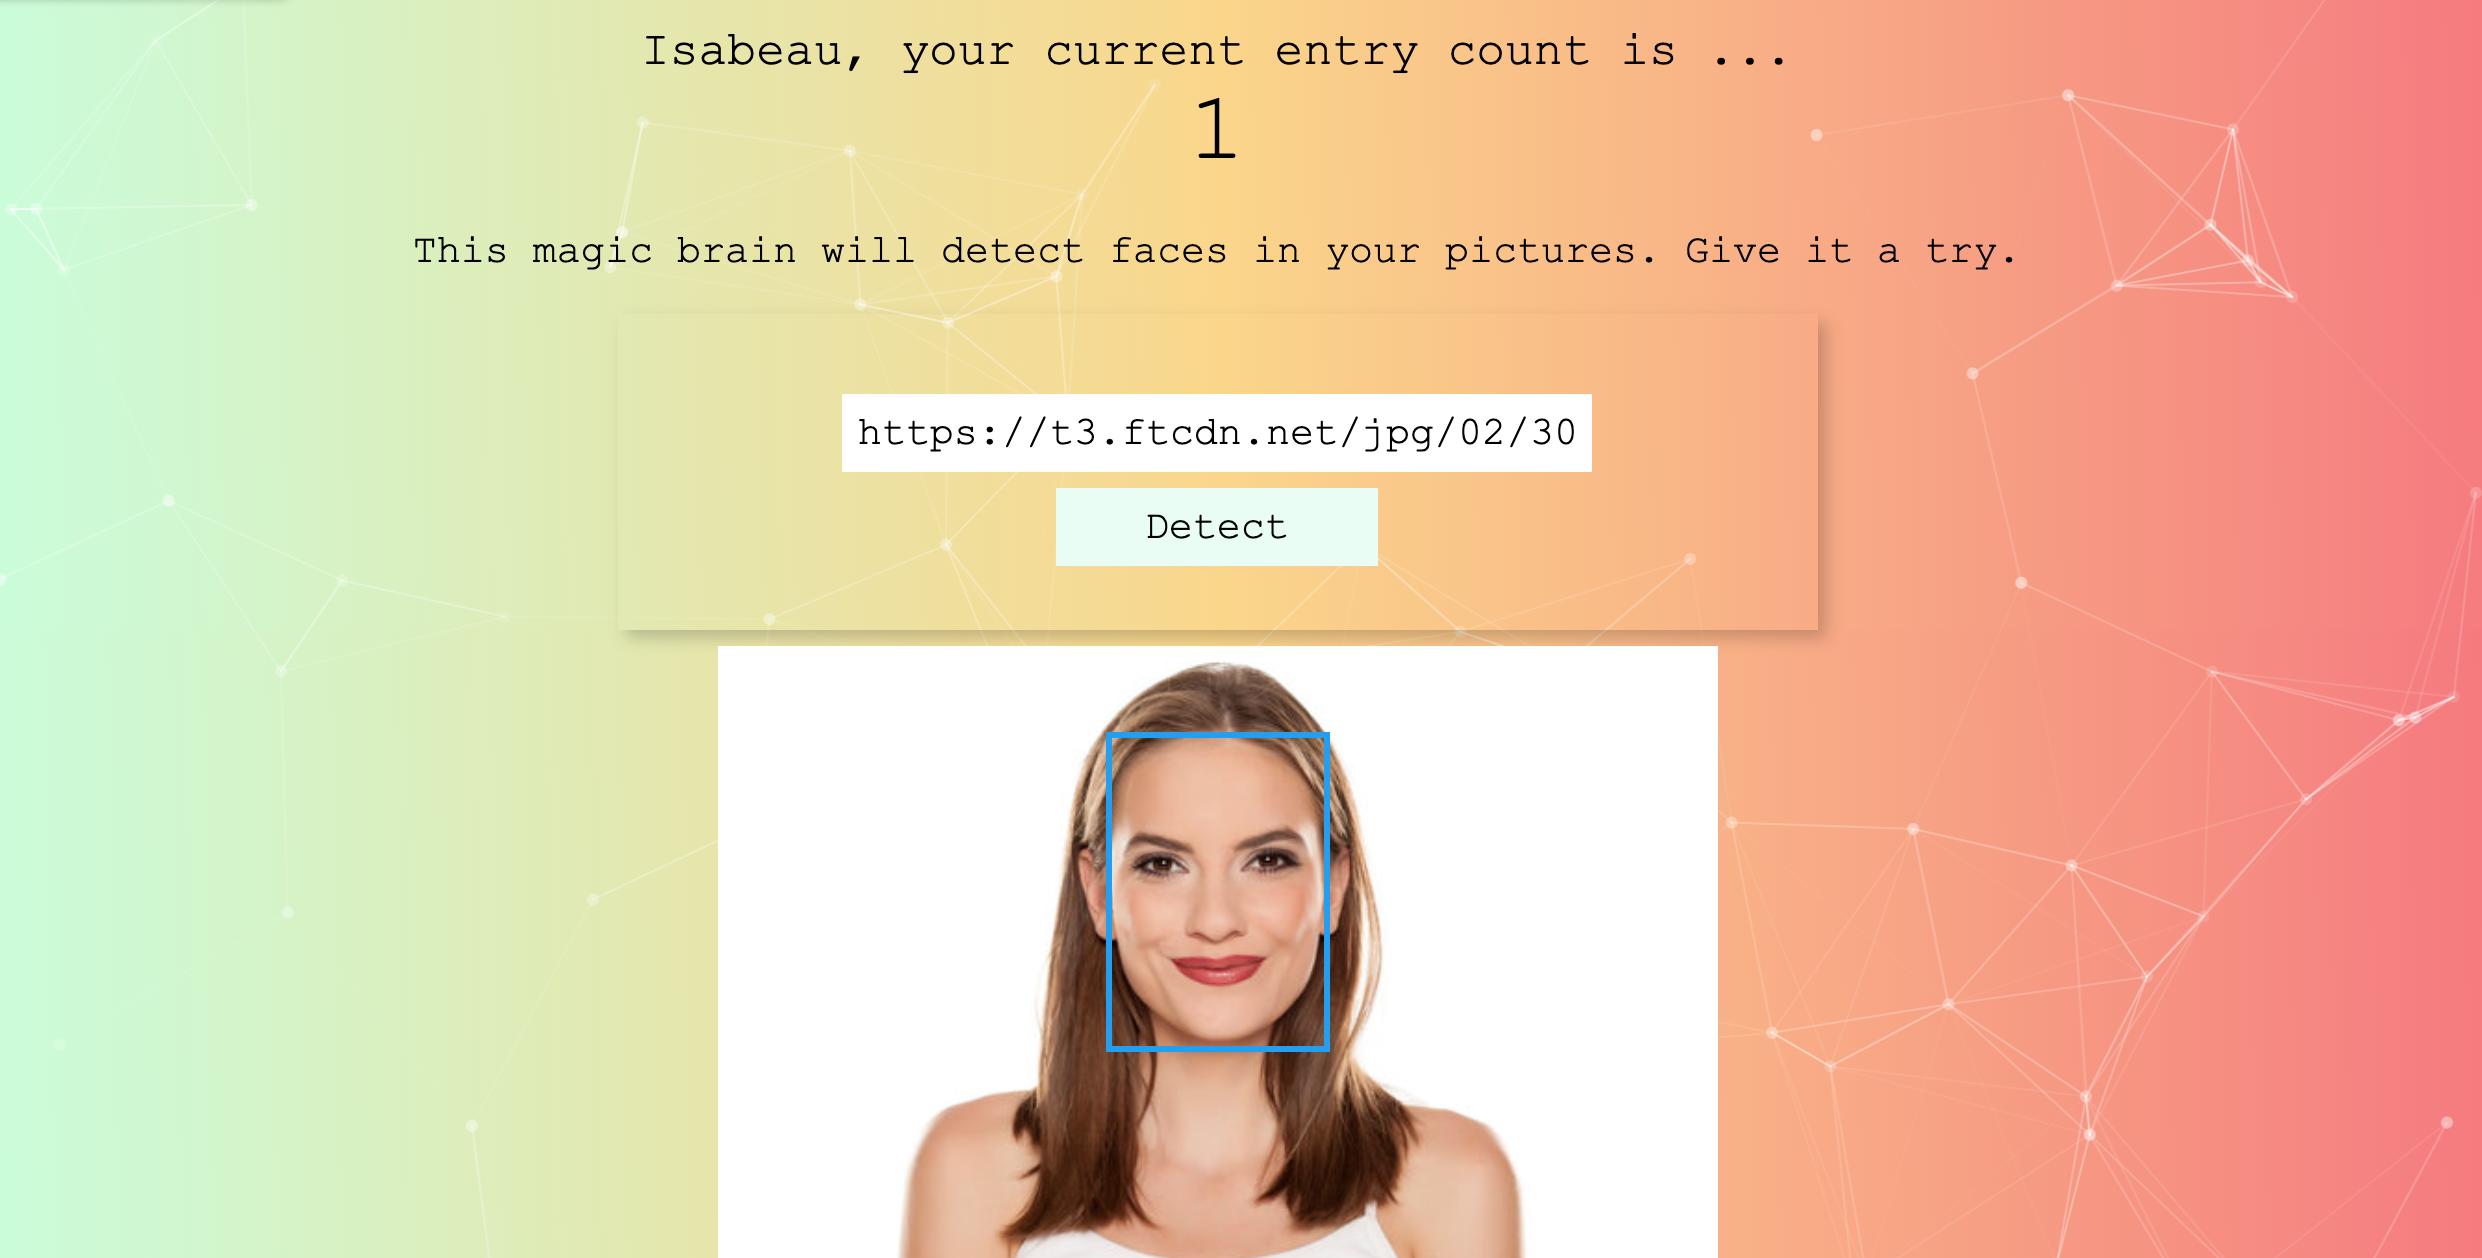 Isabeau, your current entry count is ...
1
This magic brain will detect faces in your pictures. Give it a try.
https://t3.ftcdn.net/jpg/02/30
Detect